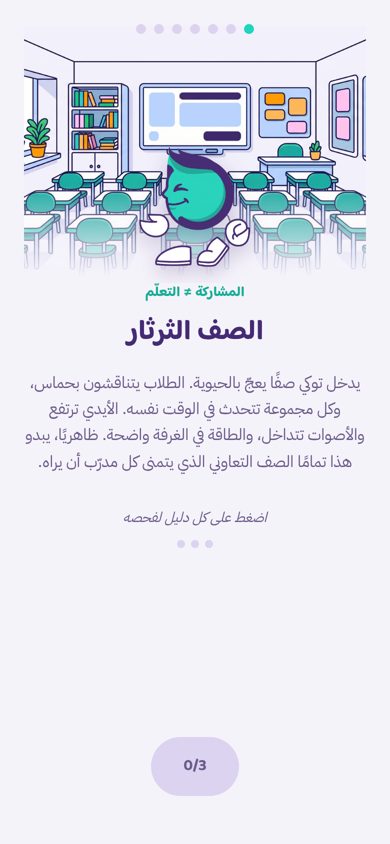 المشاركة ≠ التعلّم
الصف الثرثار
يدخل توكي صفًا يعجّ بالحيوية. الطلاب يتناقشون بحماس،
وكل مجموعة تتحدث في الوقت نفسه. الأيدي ترتفع
والأصوات تتداخل، والطاقة في الغرفة واضحة. ظاهريًا، يبدو
هذا تمامًا الصف التعاوني الذي يتمنى كل مدرّب أن يراه.
اضغط على كل دليل لفحصه
0/3